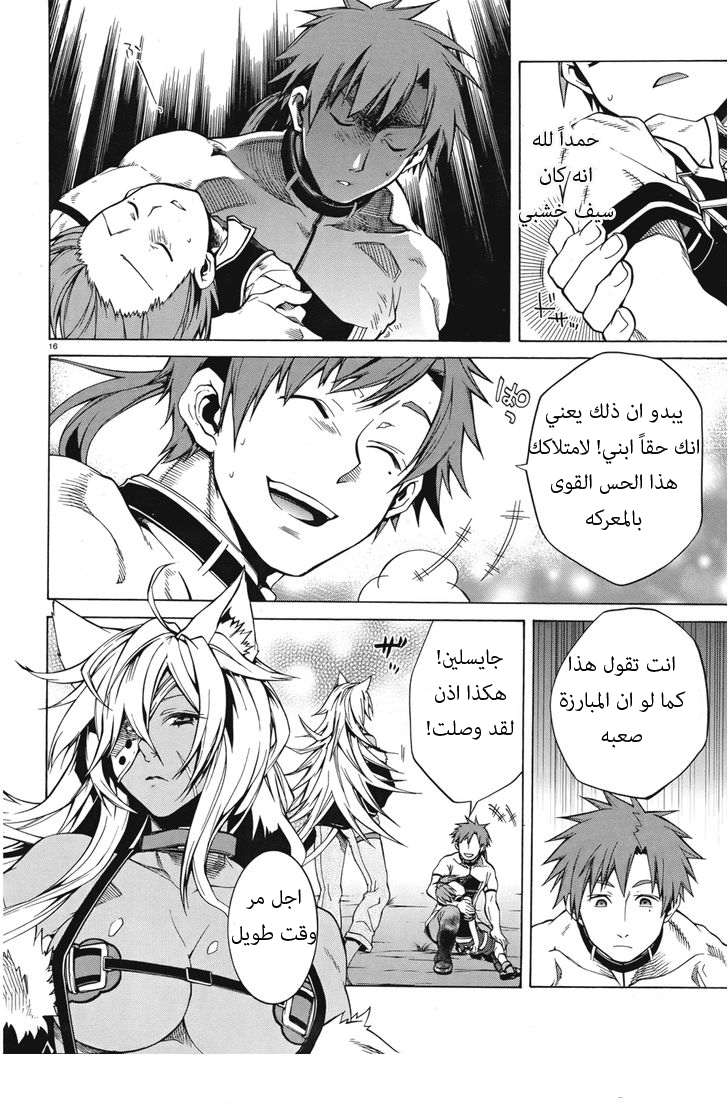 حمداً لله
انه كان
سيف خشبي
16
يبدو ان ذلك يعني
انك حقاً ابني! لامتلاكك
هذا الحس القوى
بالمعركه
انت تقول هذا
كما لو ان المبارزة
صعبه
جايسلين!
هكذا اذن
لقد وصلت!
اجل مر
وقت طويل